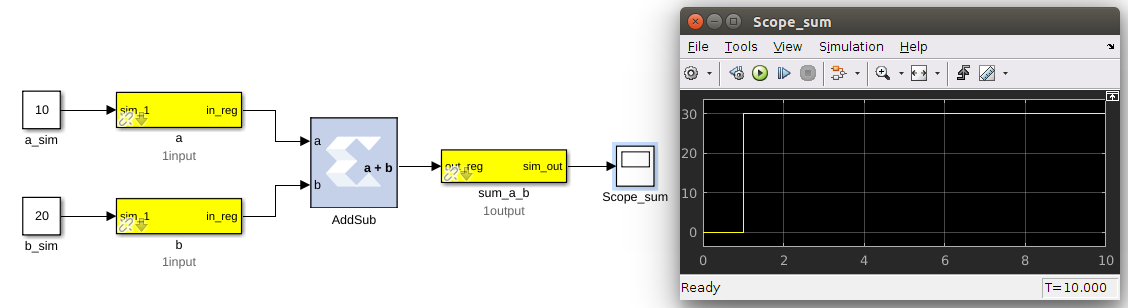 10
a_sim
sim_1
in_reg
a
1input
20
b_sim
sim_1
in_reg
b
1input
a
b
a + b
AddSub
out_reg
sim_out
sum_a_b
1output
Scope_sum
Scope_sum
File Tools View Simulation Help
30
20
10
0
0 2 4 6 8 10
Ready T=10.000